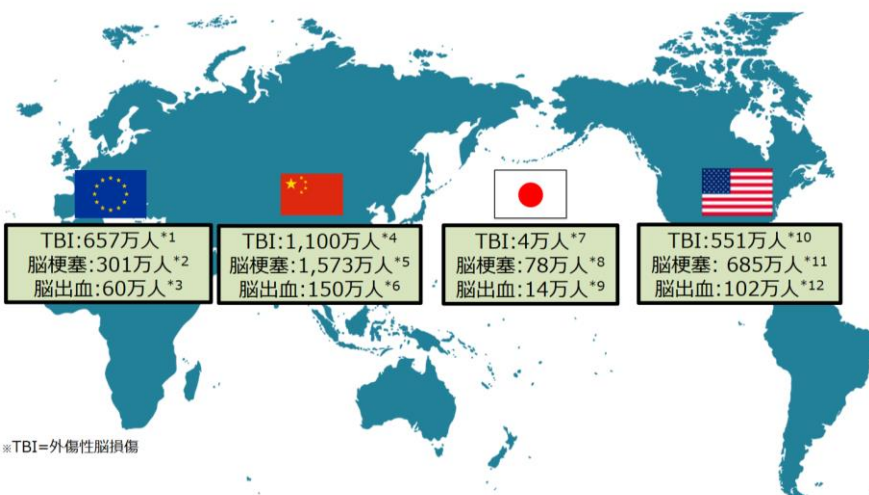 TBI:657万人*1
脳梗塞:301万人*2
脳出血:60万人*3
TBI:1,100万人*4
脳梗塞:1,573万人*5
脳出血:150万人*6
TBI:4万人*7
脳梗塞:78万人*8
脳出血:14万人*9
TBI:551万人*10
脳梗塞: 685万人*11
脳出血:102万人*12
※TBI=外傷性脳損傷